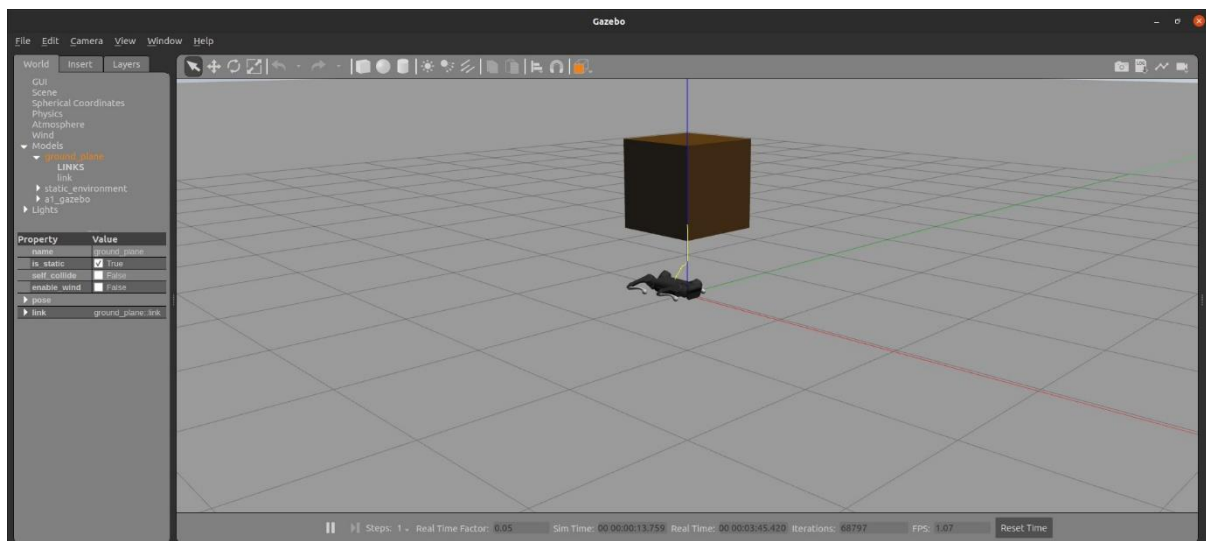 Gazebo
File Edit Camera View Window Help
World Insert Layers
GUI
Scene
Spherical Coordinates
Physics
Atmosphere
Wind
Models
ground_plane
LINKS
link
static_environment
a1_gazebo
Lights
Property Value
name ground_plane
is_static True
self_collide False
enable_wind False
pose
link ground_plane::link
Steps: 1 Real Time Factor: 0.05 Sim Time: 00 00:00:13.759 Real Time: 00 00:03:45.420 Iterations: 68797 FPS: 1.07 Reset Time